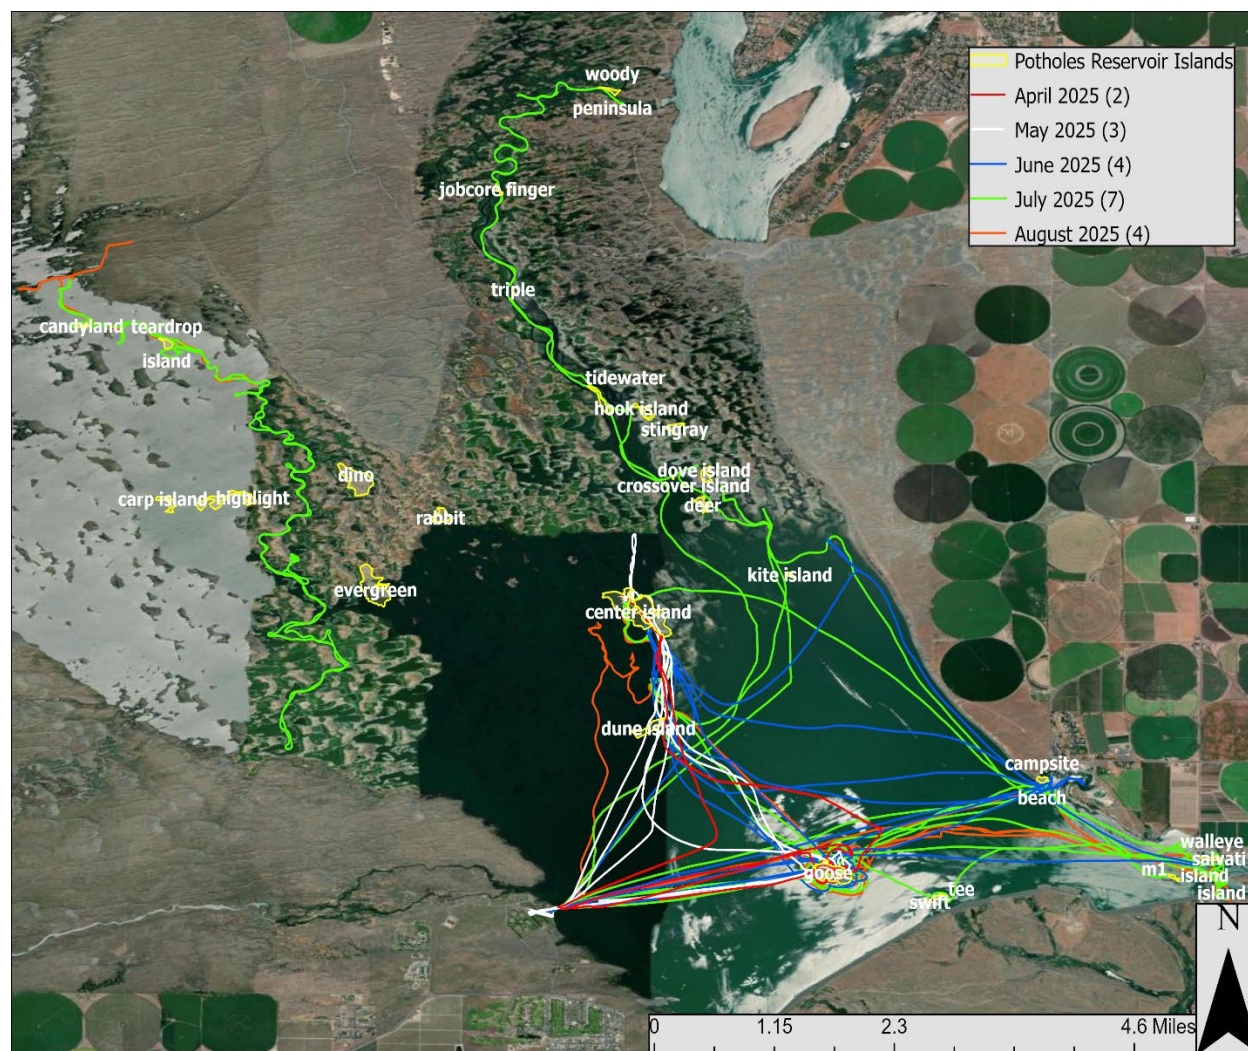 woody
peninsula
Potholes Reservoir Islands
April 2025 (2)
May 2025 (3)
June 2025 (4)
July 2025 (7)
August 2025 (4)
jobcore finger
triple
candyland teardrop
island
tidewater
hook island
stingray
dino
dove island
crossover island
deer
carp island highlight
rabbit
evergreen
kite island
center island
dune island
campsite
beach
walleye
salvati
m1 island
island
goose
tee
swift
N
0 1.15 2.3 4.6 Miles